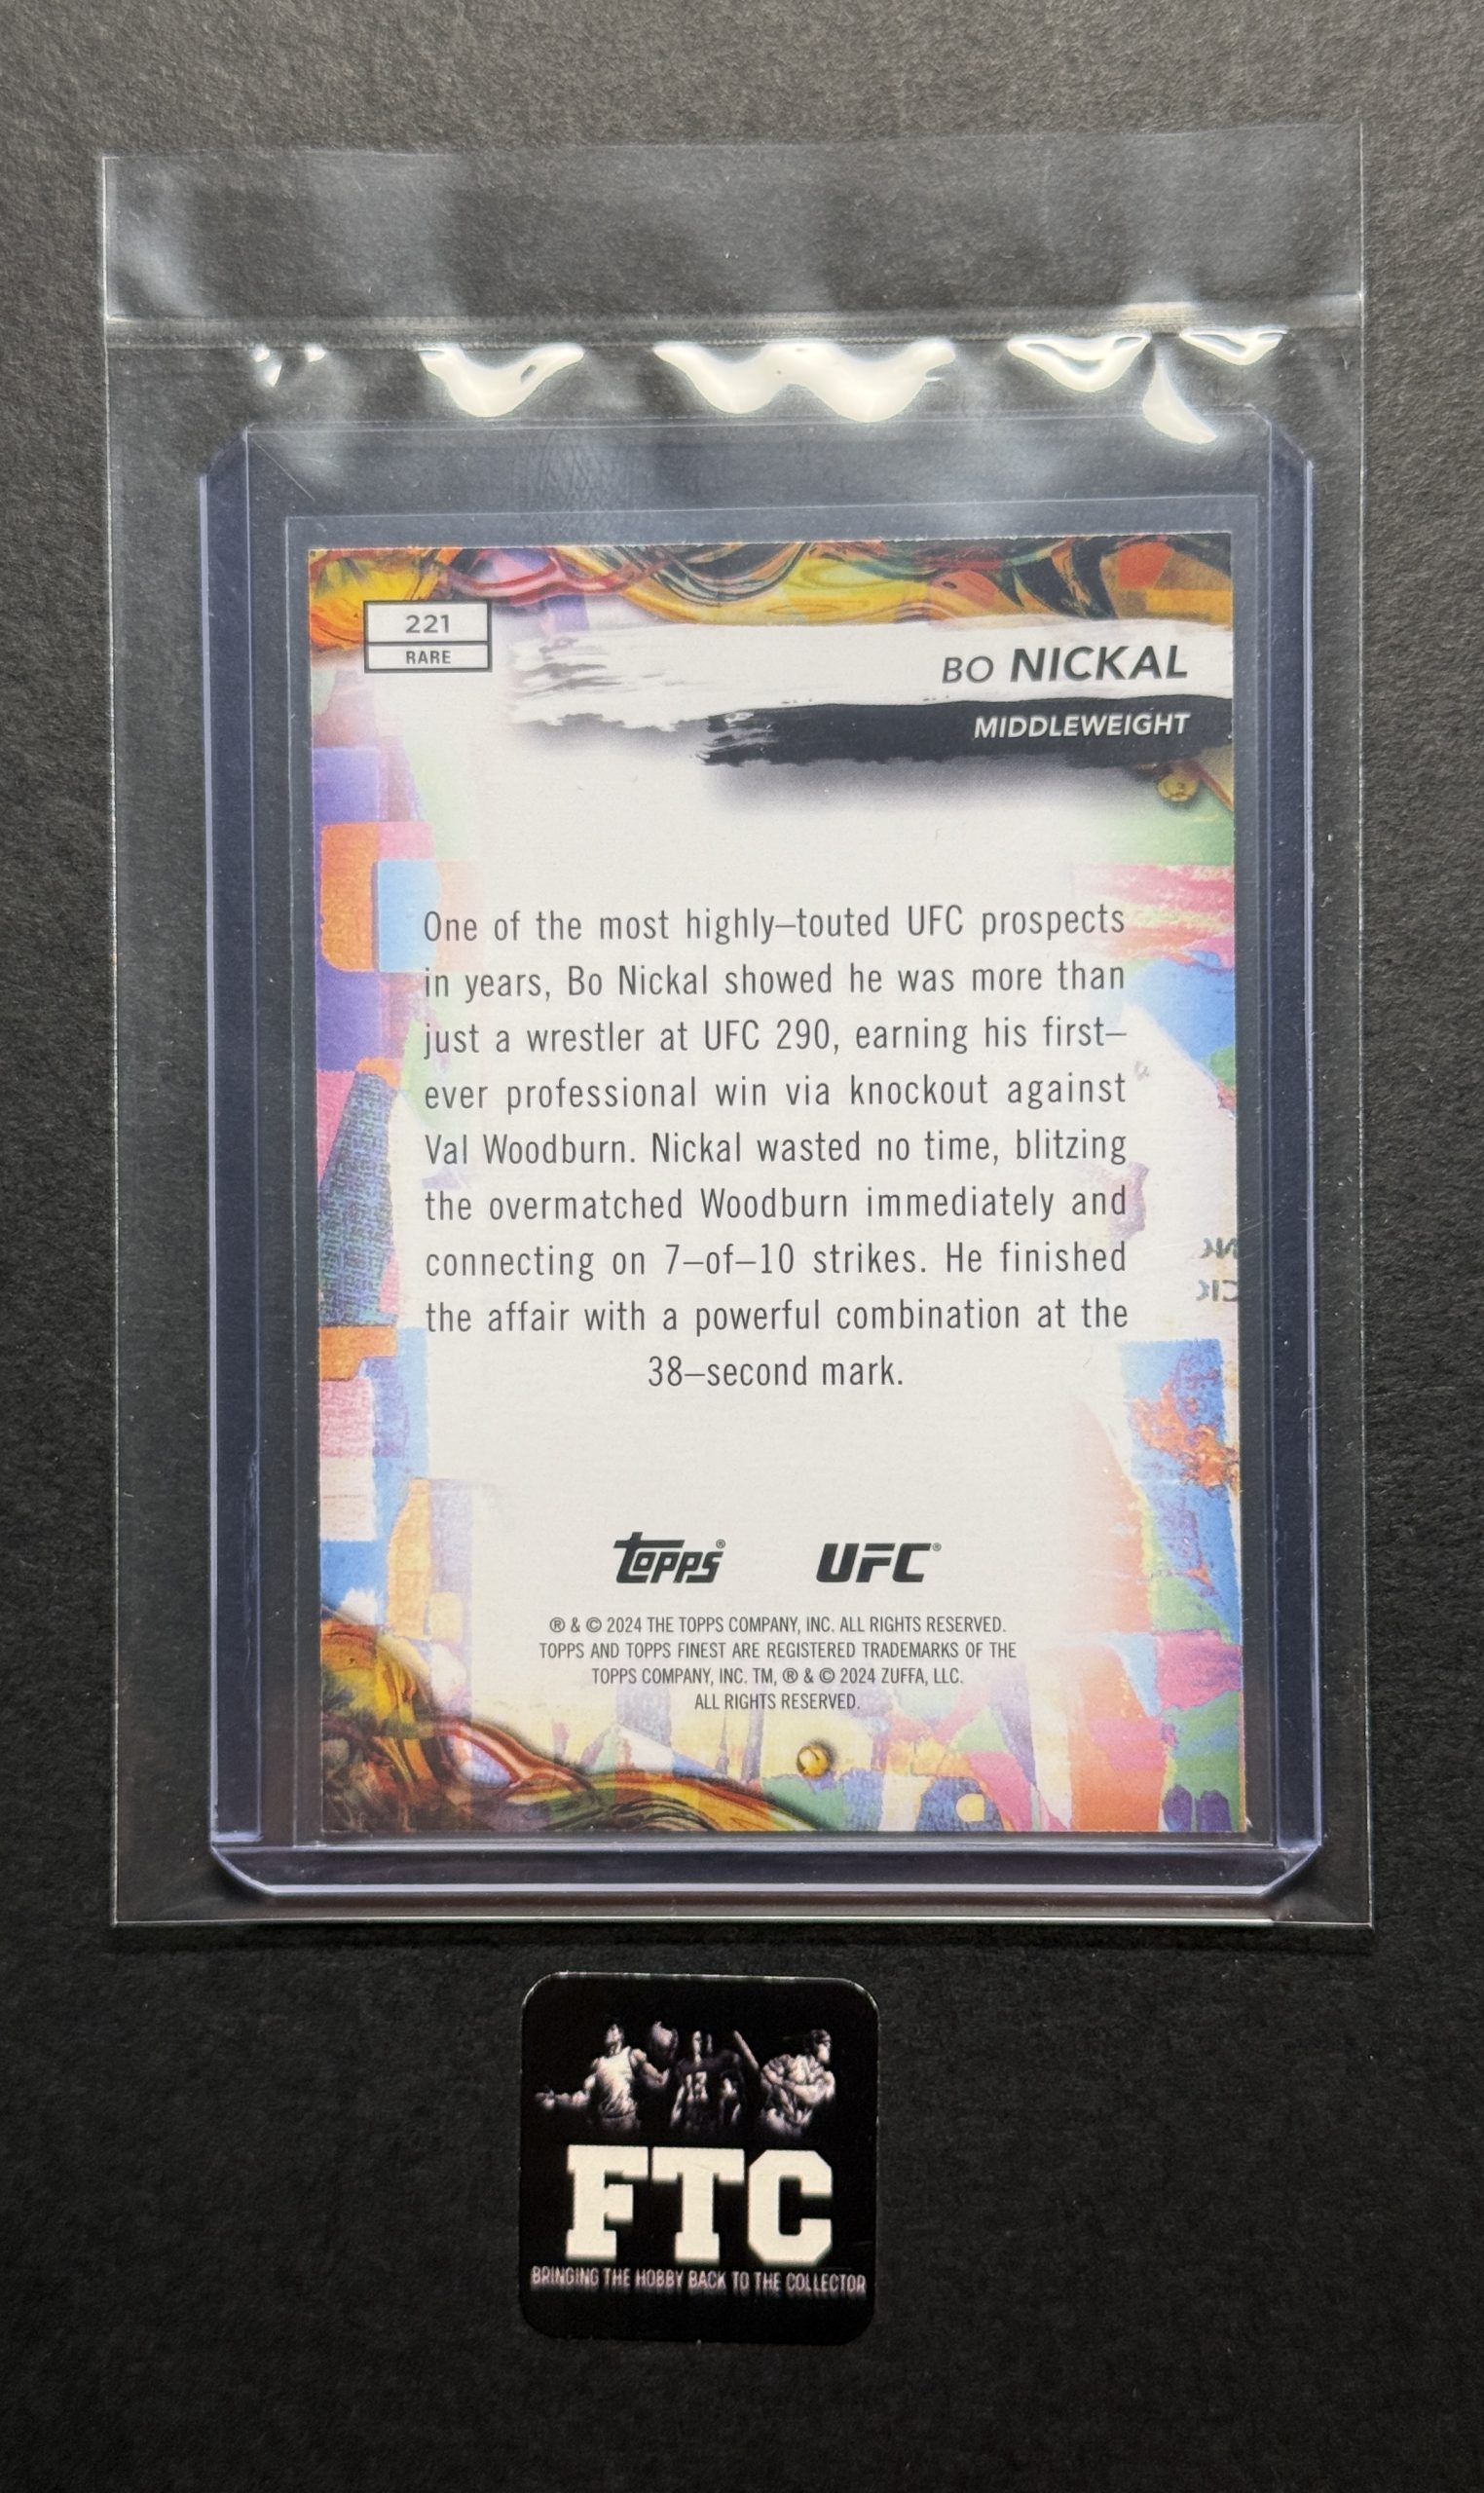 221
RARE
BO NICKAL
MIDDLEWEIGHT
One of the most highly–touted UFC prospects
in years, Bo Nickal showed he was more than
just a wrestler at UFC 290, earning his first–
ever professional win via knockout against
Val Woodburn. Nickal wasted no time, blitzing
the overmatched Woodburn immediately and
connecting on 7–of–10 strikes. He finished
the affair with a powerful combination at the
38–second mark.
Topps® UFC®
® & © 2024 THE TOPPS COMPANY, INC. ALL RIGHTS RESERVED.
TOPPS AND TOPPS FINEST ARE REGISTERED TRADEMARKS OF THE
TOPPS COMPANY, INC. TM, ® & © 2024 ZUFFA, LLC.
ALL RIGHTS RESERVED.
FTC
BRINGING THE HOBBY BACK TO THE COLLECTOR